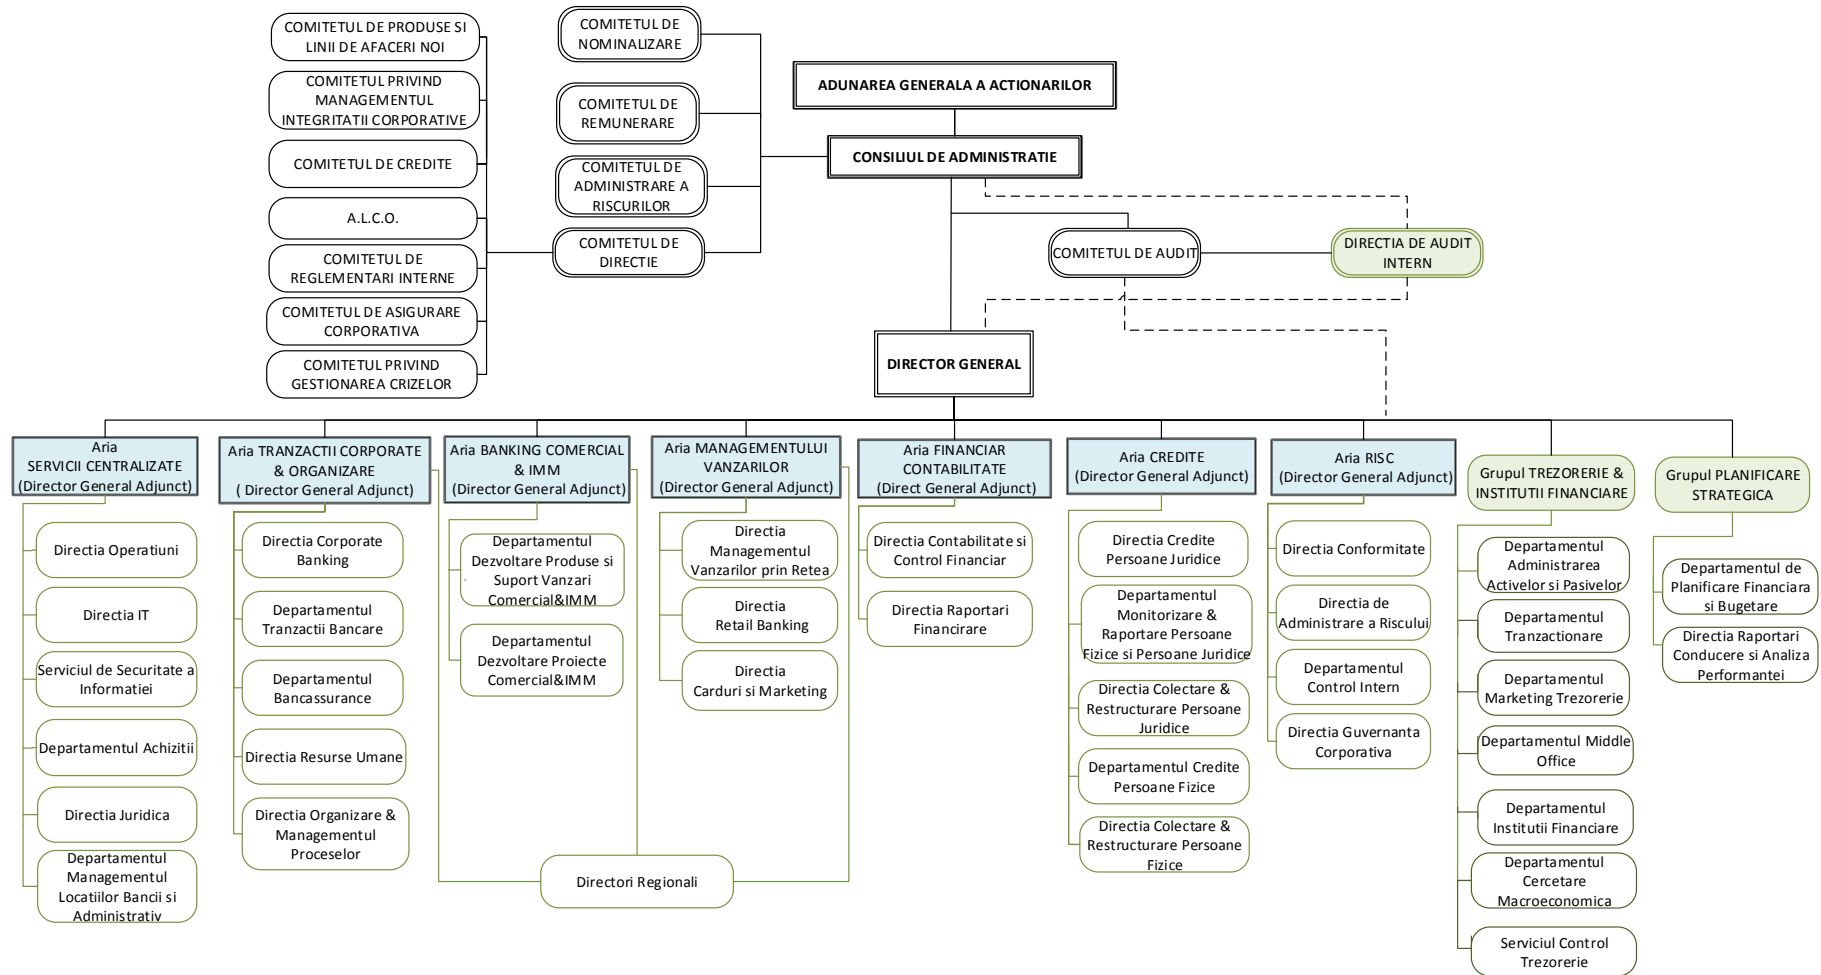 COMITETUL DE PRODUSE SI
LINII DE AFACERI NOI
COMITETUL PRIVIND
MANAGEMENTUL
INTEGRITATII CORPORATIVE
COMITETUL DE CREDITE
A.L.C.O.
COMITETUL DE
REGLEMENTARI INTERNE
COMITETUL DE ASIGURARE
CORPORATIVA
COMITETUL PRIVIND
GESTIONAREA CRIZELOR
COMITETUL DE
NOMINALIZARE
COMITETUL DE
REMUNERARE
COMITETUL DE
ADMINISTRARE A
RISCURILOR
COMITETUL DE
DIRECTIE
ADUNAREA GENERALA A ACTIONARILOR
CONSILIUL DE ADMINISTRATIE
COMITETUL DE AUDIT
DIRECTIA DE AUDIT
INTERN
DIRECTOR GENERAL
Aria
SERVICII CENTRALIZATE
(Director General Adjunct)
Directia Operatiuni
Directia IT
Serviciul de Securitate a
Informatiei
Departamentul Achizitii
Directia Juridica
Departamentul
Managementul
Locatiilor Bancii si
Administrativ
Aria TRANZACTII CORPORATE
& ORGANIZARE
( Director General Adjunct)
Directia Corporate
Banking
Departamentul
Tranzactii Bancare
Departamentul
Bancassurance
Directia Resurse Umane
Directia Organizare &
Managementul
Proceselor
Aria BANKING COMERCIAL
& IMM
(Director General Adjunct)
Departamentul
Dezvoltare Produse si
Suport Vanzari
Comercial&IMM
Departamentul
Dezvoltare Proiecte
Comercial&IMM
Aria MANAGEMENTULUI
VANZARILOR
(Director General Adjunct)
Directia
Managementul
Vanzarilor prin Retea
Directia
Retail Banking
Directia
Carduri si Marketing
Directori Regionali
Aria FINANCIAR
CONTABILITATE
(Direct General Adjunct)
Directia Contabilitate si
Control Financiar
Directia Raportari
Financirare
Aria CREDITE
(Director General Adjunct)
Directia Credite
Persoane Juridice
Departamentul
Monitorizare &
Raportare Persoane
Fizice si Persoane Juridice
Directia Colectare &
Restructurare Persoane
Juridice
Departamentul Credite
Persoane Fizice
Directia Colectare &
Restructurare Persoane
Fizice
Aria RISC
(Director General Adjunct)
Directia Conformitate
Directia de
Administrare a Riscului
Departamentul
Control Intern
Directia Guvernanta
Corporativa
Grupul TREZORERIE &
INSTITUTII FINANCIARE
Departamentul
Administrarea
Activelor si Pasivelor
Departamentul
Tranzactionare
Departamentul
Marketing Trezorerie
Departamentul Middle
Office
Departamentul
Institutii Financiare
Departamentul
Cercetare
Macroeconomica
Serviciul Control
Trezorerie
Grupul PLANIFICARE
STRATEGICA
Departamentul de
Planificare Financiara
si Bugetare
Directia Raportari
Conducere si Analiza
Performantei